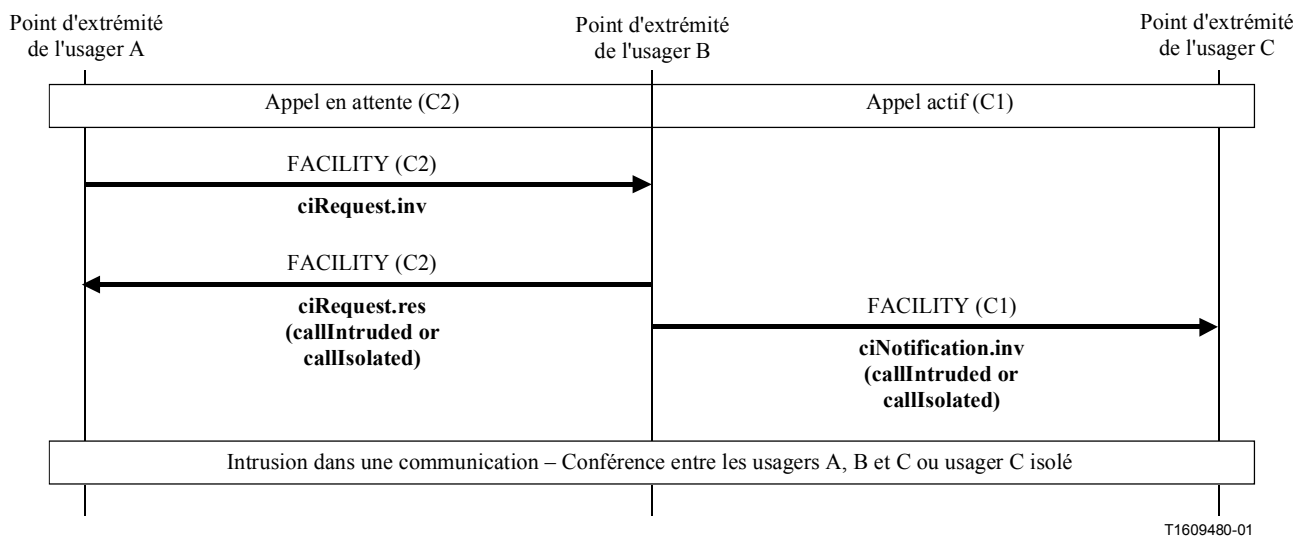 Point d'extrémité
de l'usager A
Point d'extrémité
de l'usager B
Point d'extrémité
de l'usager C
Appel en attente (C2)
Appel actif (C1)
FACILITY (C2)
ciRequest.inv
FACILITY (C2)
ciRequest.res
(callIntruded or
callIsolated)
FACILITY (C1)
ciNotification.inv
(callIntruded or
callIsolated)
Intrusion dans une communication – Conférence entre les usagers A, B et C ou usager C isolé
T1609480-01